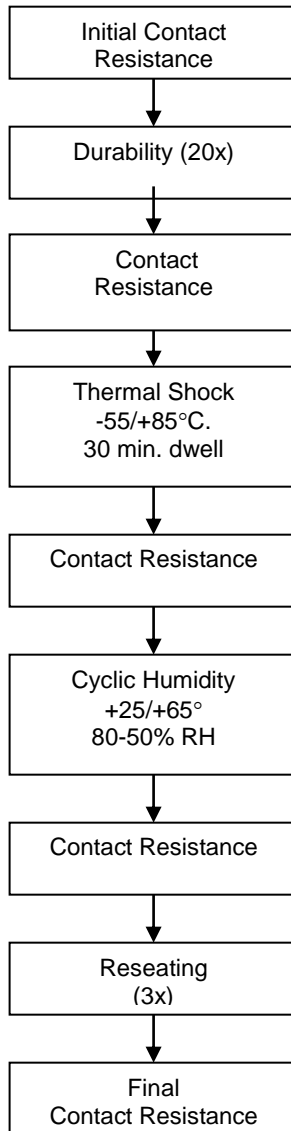 Initial Contact
Resistance
Durability (20x)
Contact
Resistance
Thermal Shock
-55/+85°C.
30 min. dwell
Contact Resistance
Cyclic Humidity
+25/+65°
80-50% RH
Contact Resistance
Reseating
(3x)
Final
Contact Resistance